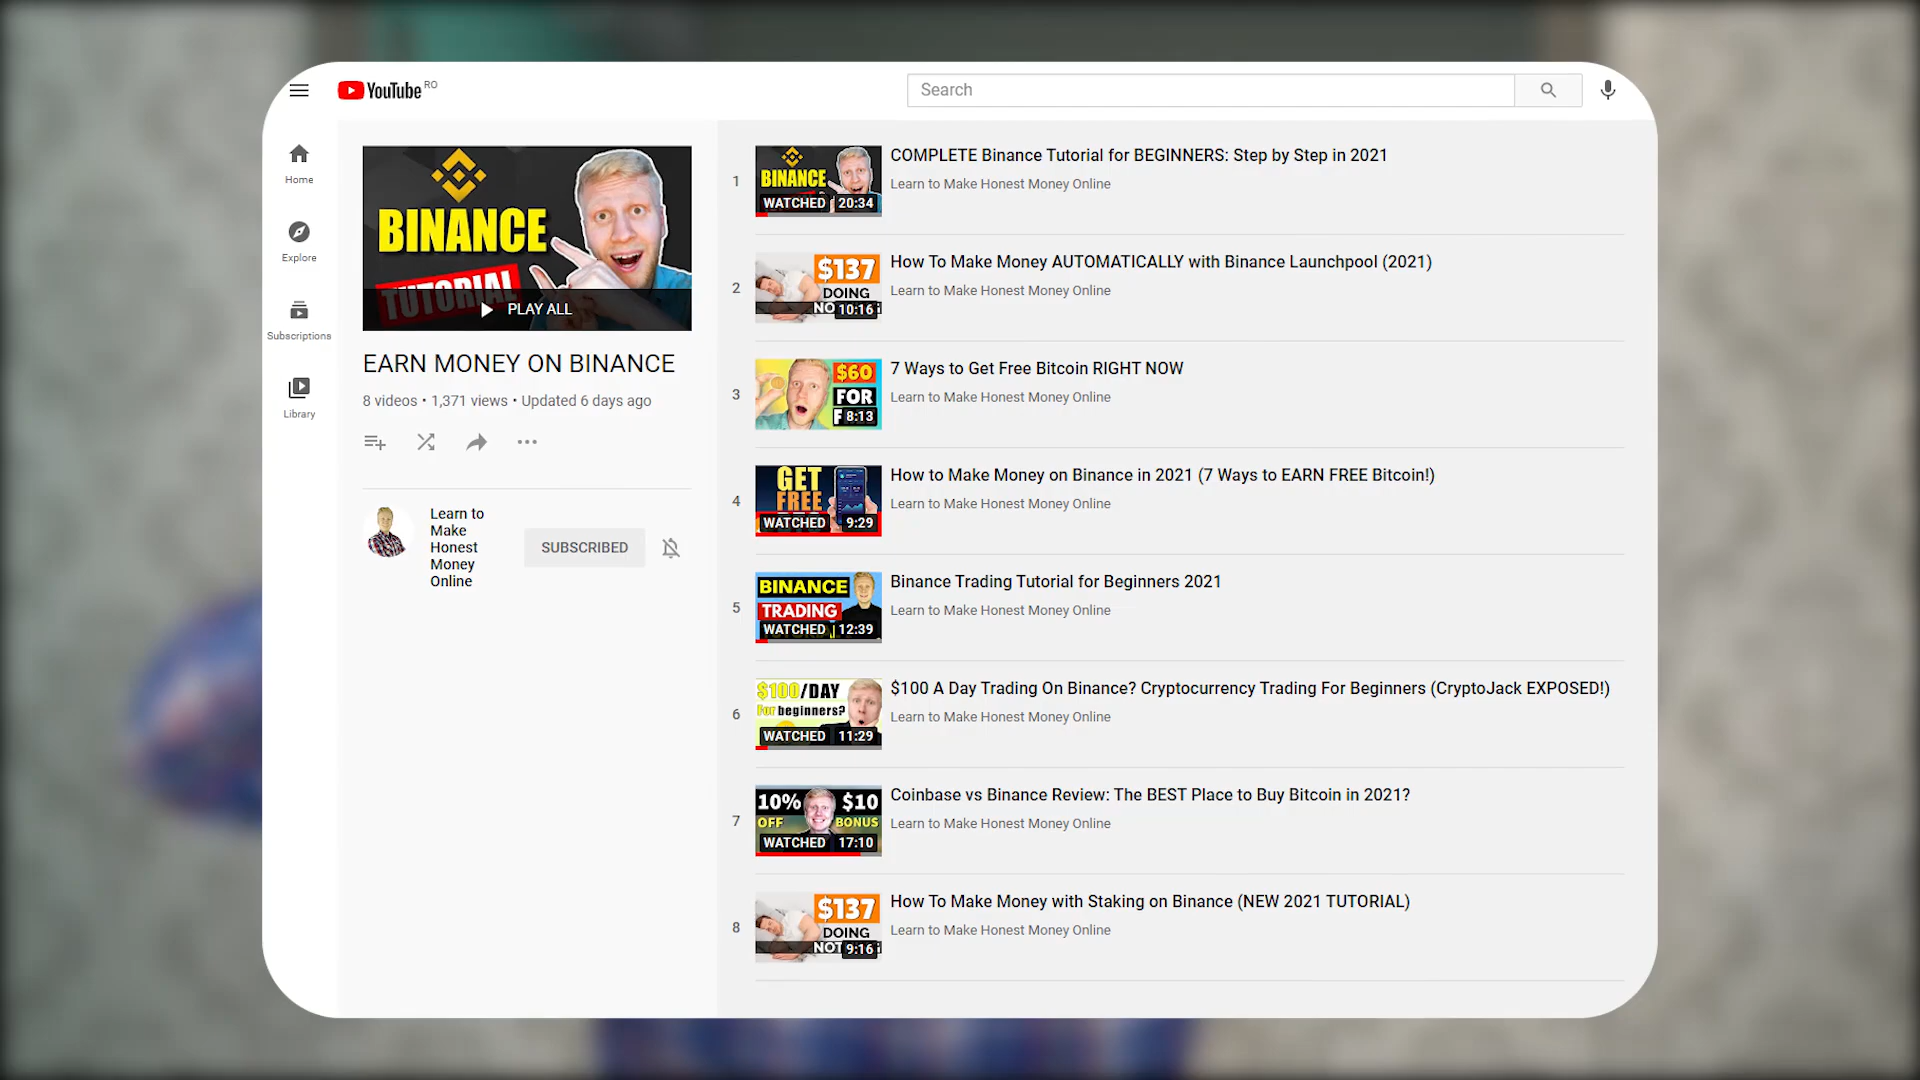 YouTube RO
Search
Home
Explore
Subscriptions
Library
BINANCE
TUTORIAL
PLAY ALL
EARN MONEY ON BINANCE
8 videos • 1,371 views • Updated 6 days ago
Learn to
Make
Honest
Money
Online
SUBSCRIBED
1
BINANCE
WATCHED
20:34
COMPLETE Binance Tutorial for BEGINNERS: Step by Step in 2021
Learn to Make Honest Money Online
2
$137
DOING
NO
10:16
How To Make Money AUTOMATICALLY with Binance Launchpool (2021)
Learn to Make Honest Money Online
3
$60
FOR
F
8:13
7 Ways to Get Free Bitcoin RIGHT NOW
Learn to Make Honest Money Online
4
GET
FREE
WATCHED
9:29
How to Make Money on Binance in 2021 (7 Ways to EARN FREE Bitcoin!)
Learn to Make Honest Money Online
5
BINANCE
TRADING
WATCHED
12:39
Binance Trading Tutorial for Beginners 2021
Learn to Make Honest Money Online
6
$100/DAY
For beginners?
WATCHED
11:29
$100 A Day Trading On Binance? Cryptocurrency Trading For Beginners (CryptoJack EXPOSED!)
Learn to Make Honest Money Online
7
10% $10
OFF BONUS
WATCHED
17:10
Coinbase vs Binance Review: The BEST Place to Buy Bitcoin in 2021?
Learn to Make Honest Money Online
8
$137
DOING
NOT
9:16
How To Make Money with Staking on Binance (NEW 2021 TUTORIAL)
Learn to Make Honest Money Online